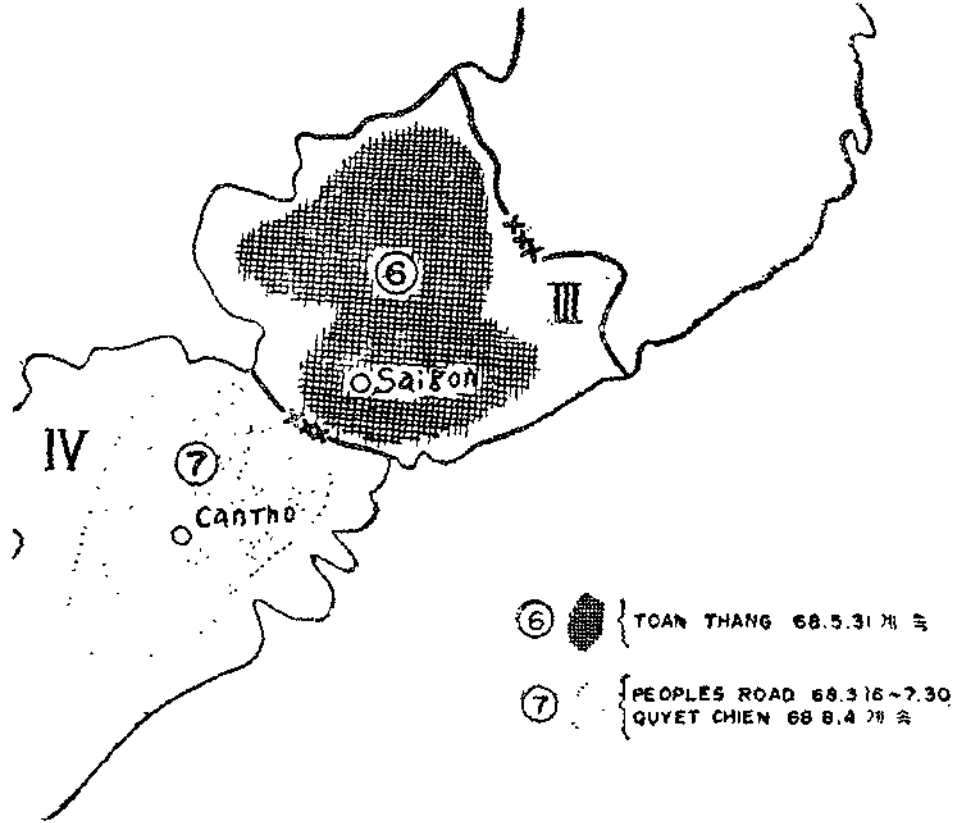 ⑥
III
Saigon
IV
⑦
Cantho
⑥ TOAN THANG 68.5.31 계 속
⑦ PEOPLES ROAD 68.3 16~7.30
QUYET CHIEN 68 8.4 계 속